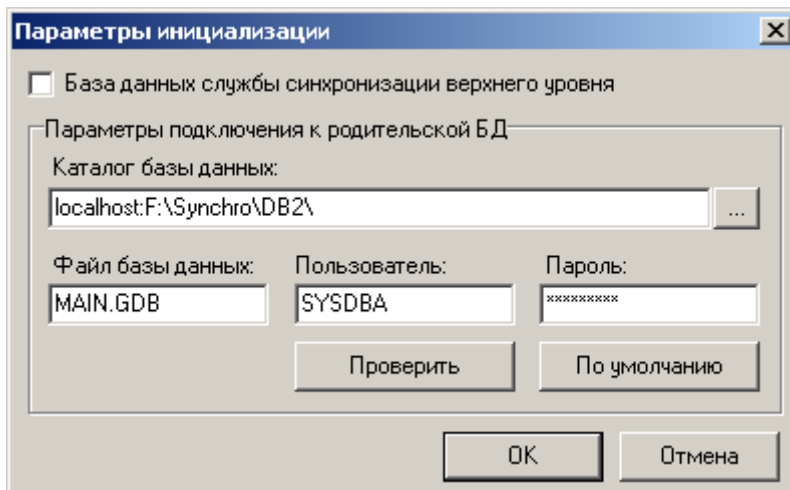 Параметры инициализации
База данных службы синхронизации верхнего уровня
Параметры подключения к родительской БД
Каталог базы данных:
localhost:F:\Synchro\DB2\
...
Файл базы данных: Пользователь: Пароль:
MAIN.GDB SYSDBA ×××××××××
Проверить По умолчанию
OK Отмена